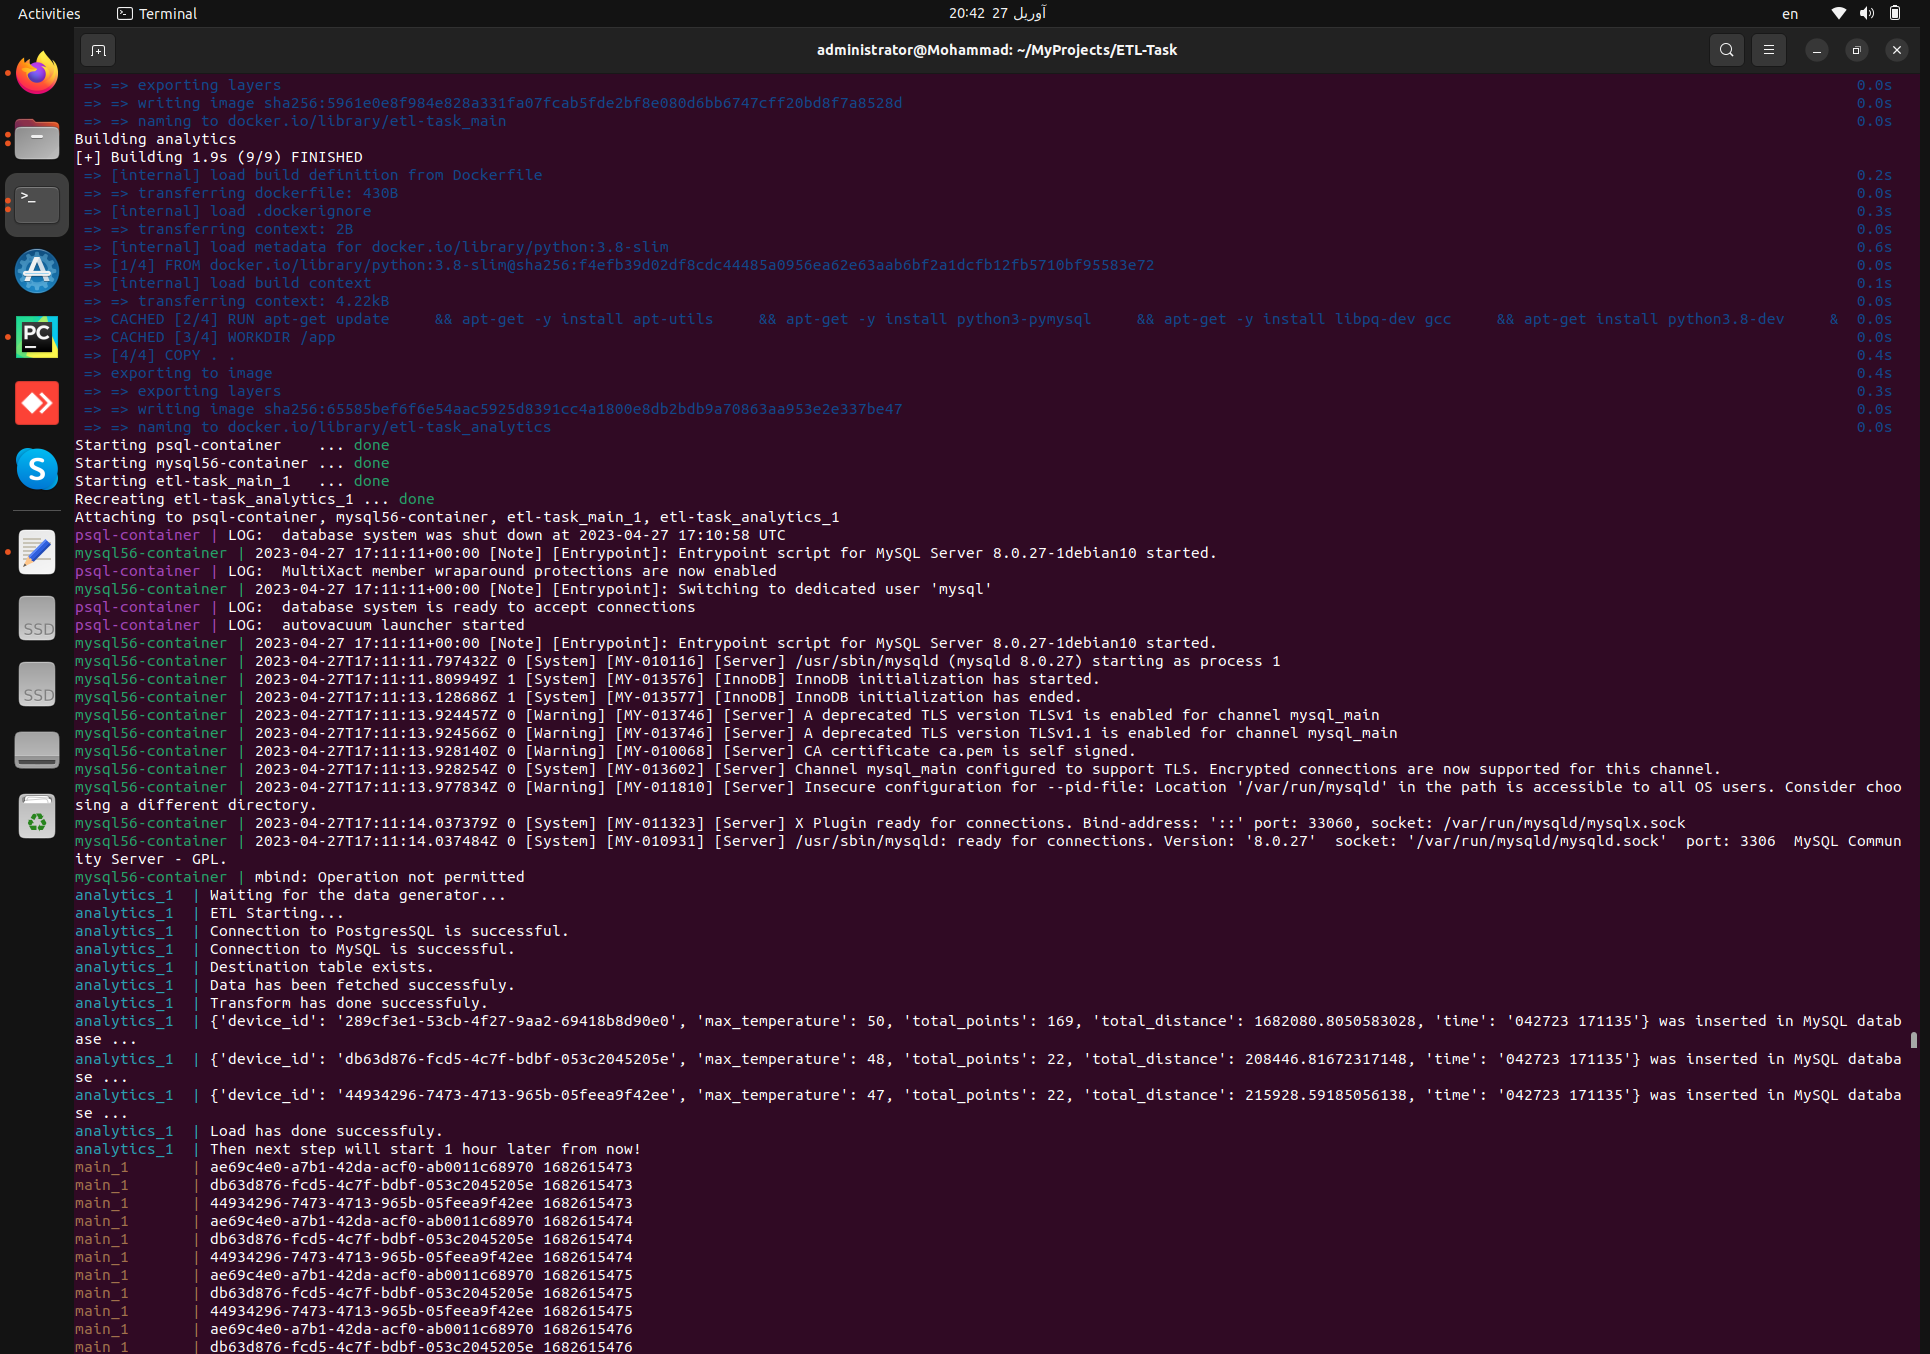 Activities
Terminal
20:42 27 آوریل
en
administrator@Mohammad: ~/MyProjects/ETL-Task
=> => exporting layers 0.0s
=> => writing image sha256:5961e0e8f984e828a331fa07fcab5fde2bf8e080d6bb6747cff20bd8f7a8528d 0.0s
=> => naming to docker.io/library/etl-task_main 0.0s
Building analytics
[+] Building 1.9s (9/9) FINISHED
=> [internal] load build definition from Dockerfile 0.2s
=> => transferring dockerfile: 430B 0.0s
=> [internal] load .dockerignore 0.3s
=> => transferring context: 2B 0.0s
=> [internal] load metadata for docker.io/library/python:3.8-slim 0.6s
=> [1/4] FROM docker.io/library/python:3.8-slim@sha256:f4efb39d02df8cdc44485a0956ea62e63aab6bf2a1dcfb12fb5710bf95583e72 0.0s
=> [internal] load build context 0.1s
=> => transferring context: 4.22kB 0.0s
=> CACHED [2/4] RUN apt-get update && apt-get -y install apt-utils && apt-get -y install python3-pymysql && apt-get -y install libpq-dev gcc && apt-get install python3.8-dev & 0.0s
=> CACHED [3/4] WORKDIR /app 0.0s
=> [4/4] COPY . . 0.4s
=> exporting to image 0.4s
=> => exporting layers 0.3s
=> => writing image sha256:65585bef6f6e54aac5925d8391cc4a1800e8db2bdb9a70863aa953e2e337be47 0.0s
=> => naming to docker.io/library/etl-task_analytics 0.0s
Starting psql-container ... done
Starting mysql56-container ... done
Starting etl-task_main_1 ... done
Recreating etl-task_analytics_1 ... done
Attaching to psql-container, mysql56-container, etl-task_main_1, etl-task_analytics_1
psql-container | LOG: database system was shut down at 2023-04-27 17:10:58 UTC
mysql56-container | 2023-04-27 17:11:11+00:00 [Note] [Entrypoint]: Entrypoint script for MySQL Server 8.0.27-1debian10 started.
psql-container | LOG: MultiXact member wraparound protections are now enabled
mysql56-container | 2023-04-27 17:11:11+00:00 [Note] [Entrypoint]: Switching to dedicated user 'mysql'
psql-container | LOG: database system is ready to accept connections
psql-container | LOG: autovacuum launcher started
mysql56-container | 2023-04-27 17:11:11+00:00 [Note] [Entrypoint]: Entrypoint script for MySQL Server 8.0.27-1debian10 started.
mysql56-container | 2023-04-27T17:11:11.797432Z 0 [System] [MY-010116] [Server] /usr/sbin/mysqld (mysqld 8.0.27) starting as process 1
mysql56-container | 2023-04-27T17:11:11.809949Z 1 [System] [MY-013576] [InnoDB] InnoDB initialization has started.
mysql56-container | 2023-04-27T17:11:13.128686Z 1 [System] [MY-013577] [InnoDB] InnoDB initialization has ended.
mysql56-container | 2023-04-27T17:11:13.924457Z 0 [Warning] [MY-013746] [Server] A deprecated TLS version TLSv1 is enabled for channel mysql_main
mysql56-container | 2023-04-27T17:11:13.924566Z 0 [Warning] [MY-013746] [Server] A deprecated TLS version TLSv1.1 is enabled for channel mysql_main
mysql56-container | 2023-04-27T17:11:13.928140Z 0 [Warning] [MY-010068] [Server] CA certificate ca.pem is self signed.
mysql56-container | 2023-04-27T17:11:13.928254Z 0 [System] [MY-013602] [Server] Channel mysql_main configured to support TLS. Encrypted connections are now supported for this channel.
mysql56-container | 2023-04-27T17:11:13.977834Z 0 [Warning] [MY-011810] [Server] Insecure configuration for --pid-file: Location '/var/run/mysqld' in the path is accessible to all OS users. Consider choo
sing a different directory.
mysql56-container | 2023-04-27T17:11:14.037379Z 0 [System] [MY-011323] [Server] X Plugin ready for connections. Bind-address: '::' port: 33060, socket: /var/run/mysqld/mysqlx.sock
mysql56-container | 2023-04-27T17:11:14.037484Z 0 [System] [MY-010931] [Server] /usr/sbin/mysqld: ready for connections. Version: '8.0.27' socket: '/var/run/mysqld/mysqld.sock' port: 3306 MySQL Commun
ity Server - GPL.
mysql56-container | mbind: Operation not permitted
analytics_1 | Waiting for the data generator...
analytics_1 | ETL Starting...
analytics_1 | Connection to PostgresSQL is successful.
analytics_1 | Connection to MySQL is successful.
analytics_1 | Destination table exists.
analytics_1 | Data has been fetched successfuly.
analytics_1 | Transform has done successfuly.
analytics_1 | {'device_id': '289cf3e1-53cb-4f27-9aa2-69418b8d90e0', 'max_temperature': 50, 'total_points': 169, 'total_distance': 1682080.8050583028, 'time': '042723 171135'} was inserted in MySQL datab
ase ...
analytics_1 | {'device_id': 'db63d876-fcd5-4c7f-bdbf-053c2045205e', 'max_temperature': 48, 'total_points': 22, 'total_distance': 208446.81672317148, 'time': '042723 171135'} was inserted in MySQL databa
se ...
analytics_1 | {'device_id': '44934296-7473-4713-965b-05feea9f42ee', 'max_temperature': 47, 'total_points': 22, 'total_distance': 215928.59185056138, 'time': '042723 171135'} was inserted in MySQL databa
se ...
analytics_1 | Load has done successfuly.
analytics_1 | Then next step will start 1 hour later from now!
main_1 | ae69c4e0-a7b1-42da-acf0-ab0011c68970 1682615473
main_1 | db63d876-fcd5-4c7f-bdbf-053c2045205e 1682615473
main_1 | 44934296-7473-4713-965b-05feea9f42ee 1682615473
main_1 | ae69c4e0-a7b1-42da-acf0-ab0011c68970 1682615474
main_1 | db63d876-fcd5-4c7f-bdbf-053c2045205e 1682615474
main_1 | 44934296-7473-4713-965b-05feea9f42ee 1682615474
main_1 | ae69c4e0-a7b1-42da-acf0-ab0011c68970 1682615475
main_1 | db63d876-fcd5-4c7f-bdbf-053c2045205e 1682615475
main_1 | 44934296-7473-4713-965b-05feea9f42ee 1682615475
main_1 | ae69c4e0-a7b1-42da-acf0-ab0011c68970 1682615476
main_1 | db63d876-fcd5-4c7f-bdbf-053c2045205e 1682615476
PC
S
SSD
SSD